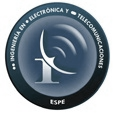 INGENIERÍA EN ELECTRÓNICA Y TELECOMUNICACIONES
ESPE